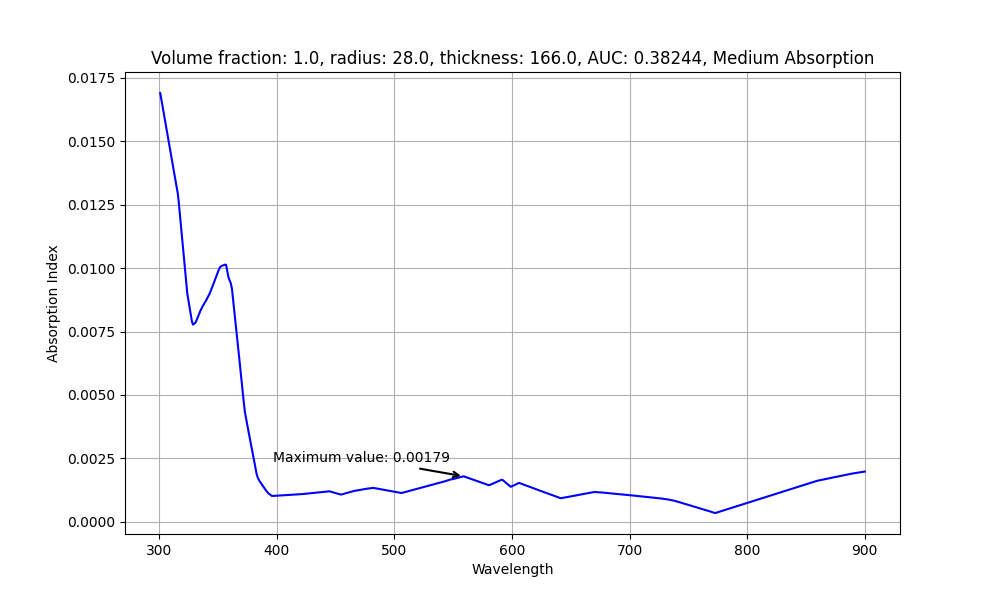 Volume fraction: 1.0, radius: 28.0, thickness: 166.0, AUC: 0.38244, Medium Absorption
0.0175
0.0150
0.0125
0.0100
0.0075
0.0050
0.0025
0.0000
Absorption Index
Maximum value: 0.00179
300 400 500 600 700 800 900
Wavelength